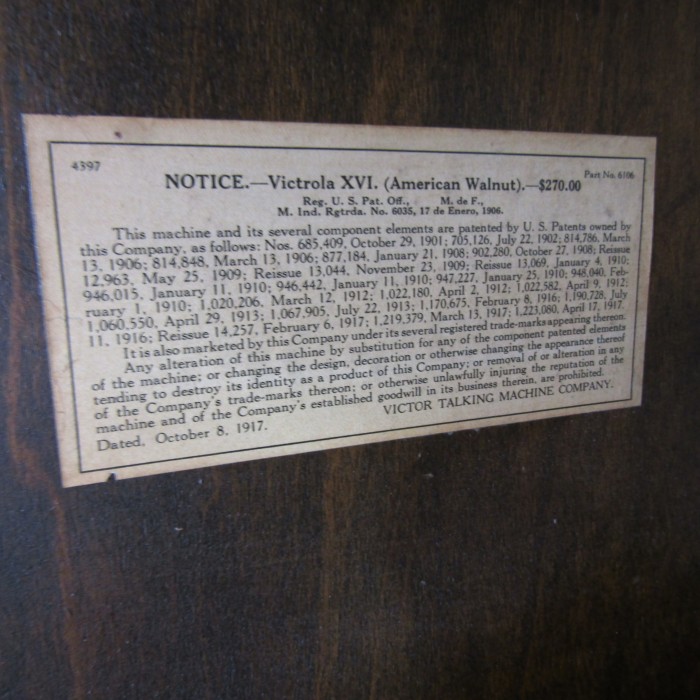 4397
Part No. 6106
NOTICE.—Victrola XVI. (American Walnut).—$270.00
Reg. U. S. Pat. Off., M. de F.,
M. Ind. Rgtrda. No. 6035, 17 de Enero, 1906.
This machine and its several component elements are patented by U. S. Patents owned by
this Company, as follows: Nos. 685,409, October 29, 1901; 705,126, July 22, 1902; 814,786, March
13, 1906; 814,848, March 13, 1906; 877,184, January 21, 1908; 902,280, October 27, 1908; Reissue
12,963, May 25, 1909; Reissue 13,044, November 23, 1909; Reissue 13,069, January 4, 1910;
946,015, January 11, 1910; 946,442, January 11, 1910; 947,227, January 25, 1910; 948,040, Feb-
ruary 1, 1910; 1,020,206, March 12, 1912; 1,022,180, April 2, 1912; 1,022,582, April 9, 1912;
1,060,550, April 29, 1913; 1,067,905, July 22, 1913; 1,170,675, February 8, 1916; 1,190,728, July
11, 1916; Reissue 14,257, February 6, 1917; 1,219,379, March 13, 1917; 1,223,080, April 17, 1917.
It is also marketed by this Company under its several registered trade-marks appearing thereon.
Any alteration of this machine by substitution for any of the component patented elements
of the machine; or changing the design, decoration or otherwise changing the appearance thereof
tending to destroy its identity as a product of this Company; or removal of or alteration in any
of the Company's trade-marks thereon; or otherwise unlawfully injuring the reputation of the
machine and of the Company's established goodwill in its business therein, are prohibited.
VICTOR TALKING MACHINE COMPANY.
Dated, October 8, 1917.